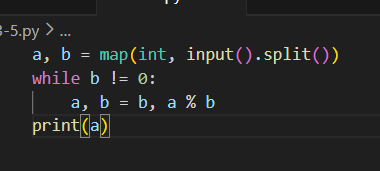 3-5.py > ...
a, b = map(int, input().split())
while b != 0:
    a, b = b, a % b
print(a)